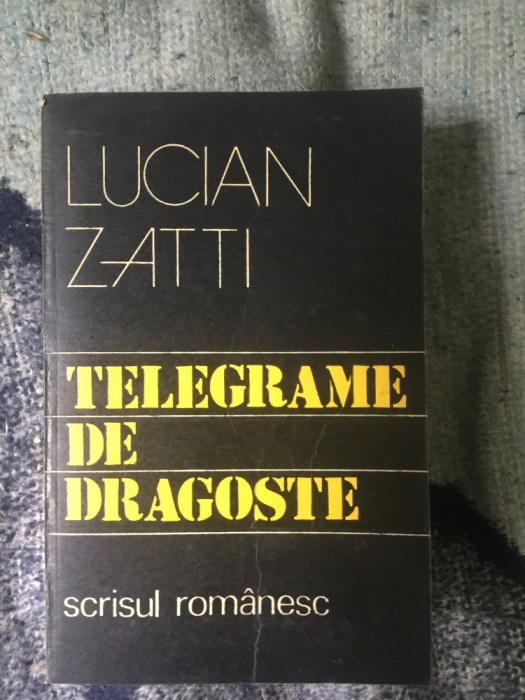 LUCIAN
ZATTI
TELEGRAME
DE
DRAGOSTE
scrisul românesc